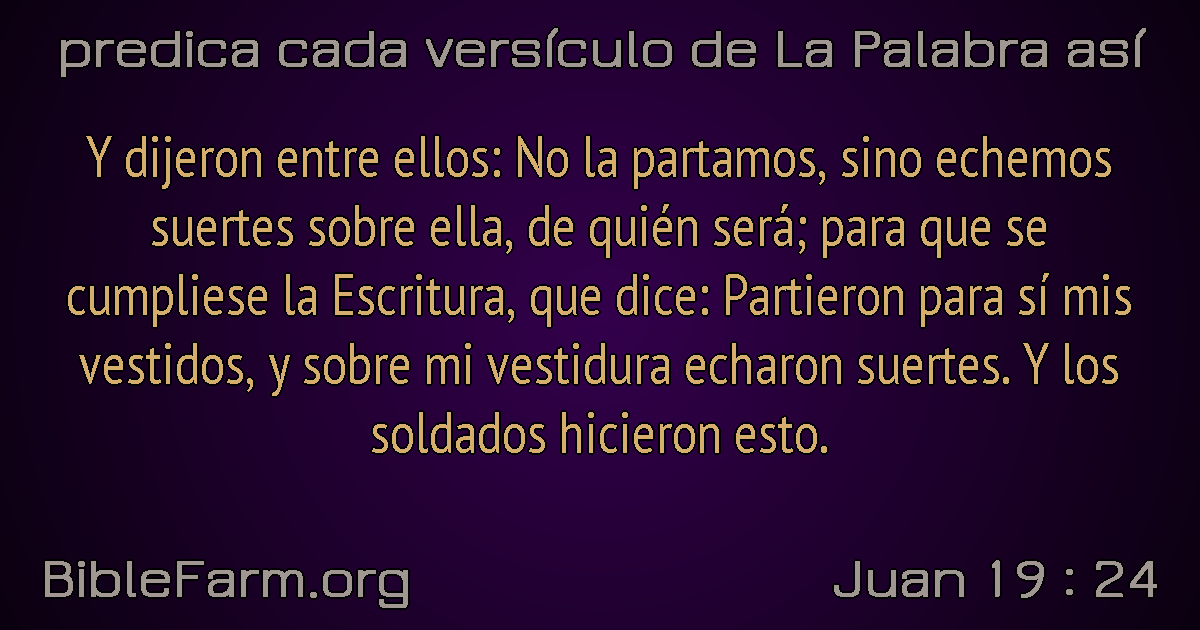 predica cada versículo de La Palabra así
Y dijeron entre ellos: No la partamos, sino echemos
suertes sobre ella, de quién será; para que se
cumpliese la Escritura, que dice: Partieron para sí mis
vestidos, y sobre mi vestidura echaron suertes. Y los
soldados hicieron esto.
BibleFarm.org
Juan 19 : 24